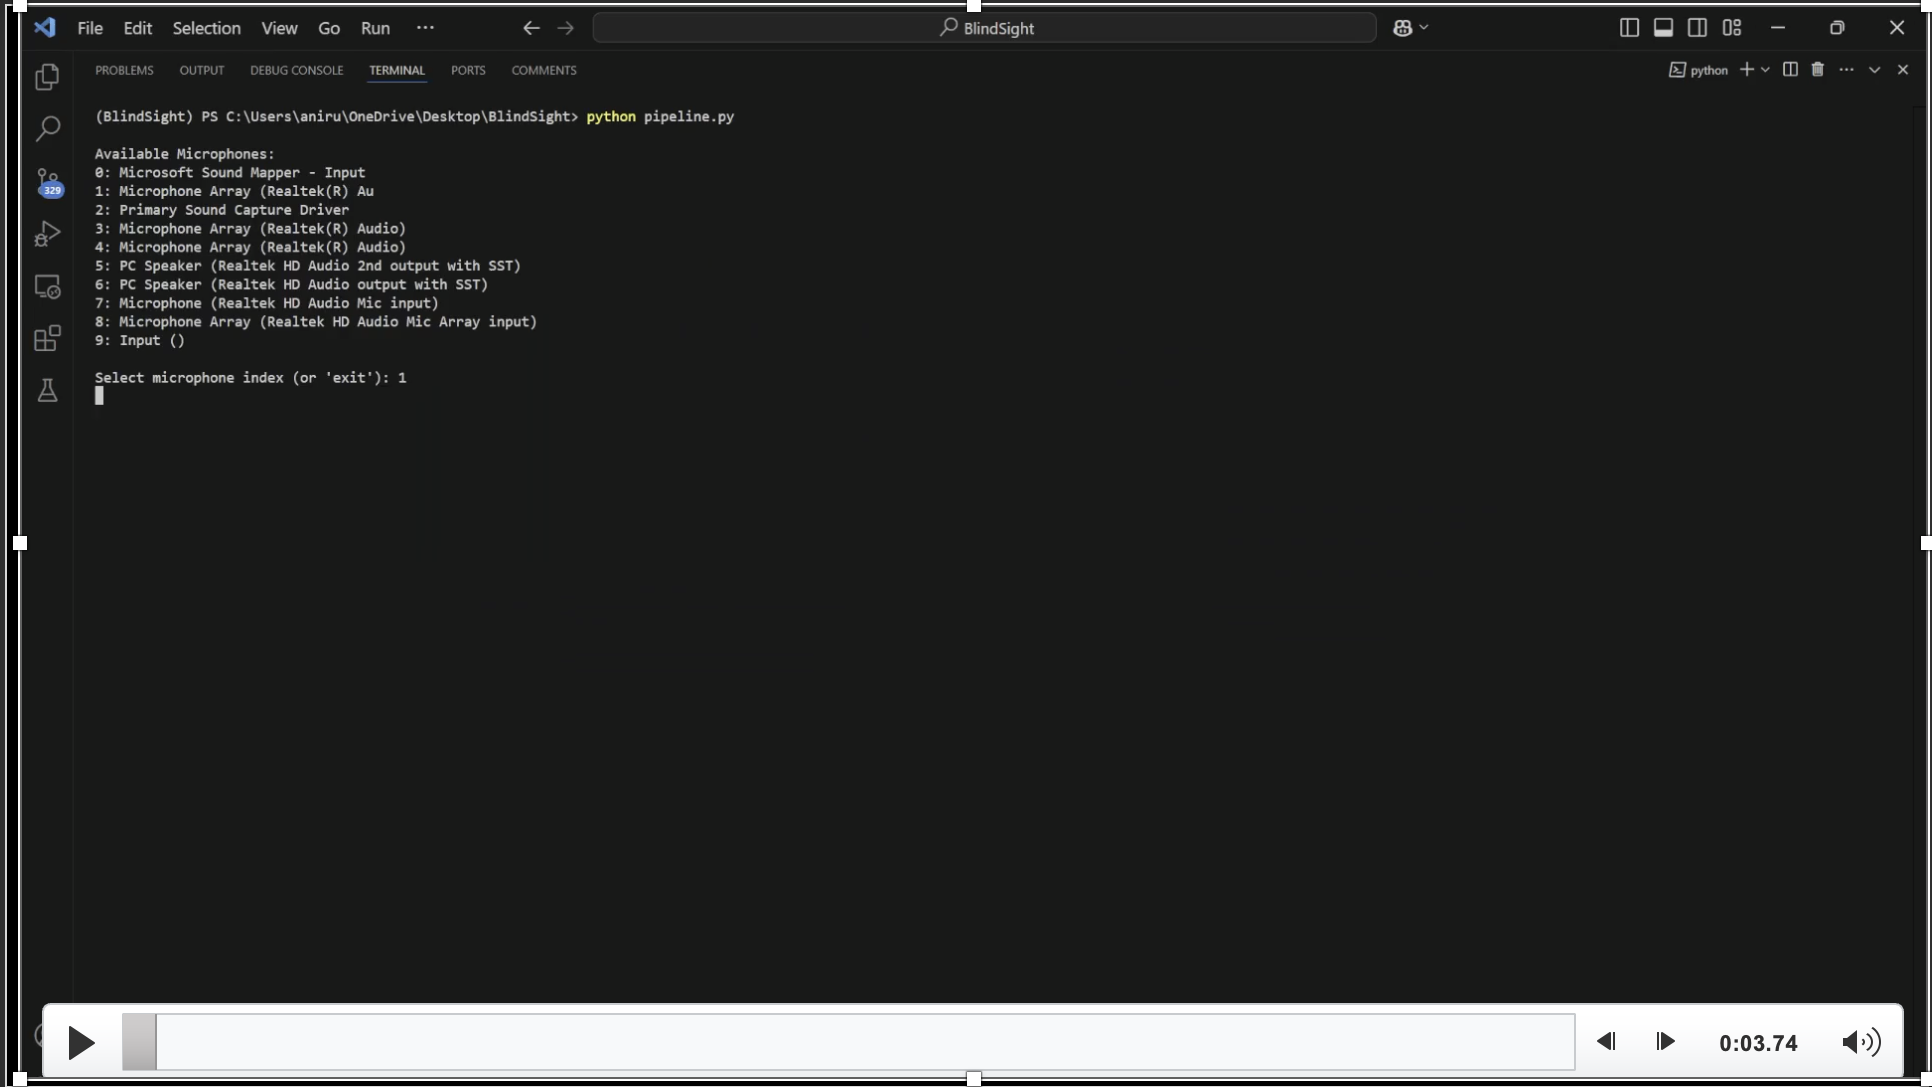 File Edit Selection View Go Run ··· BlindSight
PROBLEMS OUTPUT DEBUG CONSOLE TERMINAL PORTS COMMENTS python
(BlindSight) PS C:\Users\aniru\OneDrive\Desktop\BlindSight> python pipeline.py
Available Microphones:
0: Microsoft Sound Mapper - Input
1: Microphone Array (Realtek(R) Au
2: Primary Sound Capture Driver
3: Microphone Array (Realtek(R) Audio)
4: Microphone Array (Realtek(R) Audio)
5: PC Speaker (Realtek HD Audio 2nd output with SST)
6: PC Speaker (Realtek HD Audio output with SST)
7: Microphone (Realtek HD Audio Mic input)
8: Microphone Array (Realtek HD Audio Mic Array input)
9: Input ()
Select microphone index (or 'exit'): 1
329
0:03.74